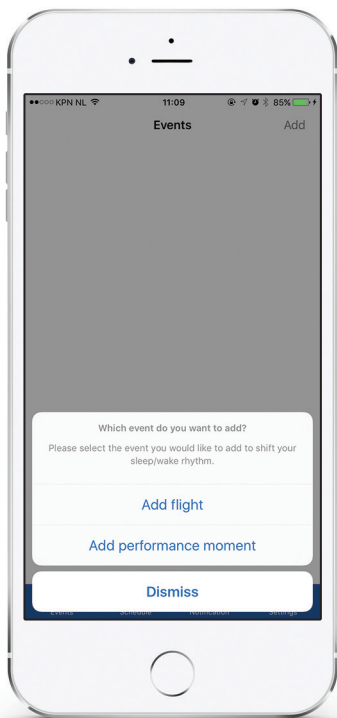 KPN NL 11:09 85%
Events Add
Which event do you want to add?
Please select the event you would like to add to shift your
sleep/wake rhythm.
Add flight
Add performance moment
Dismiss
Events Schedule Notification Settings